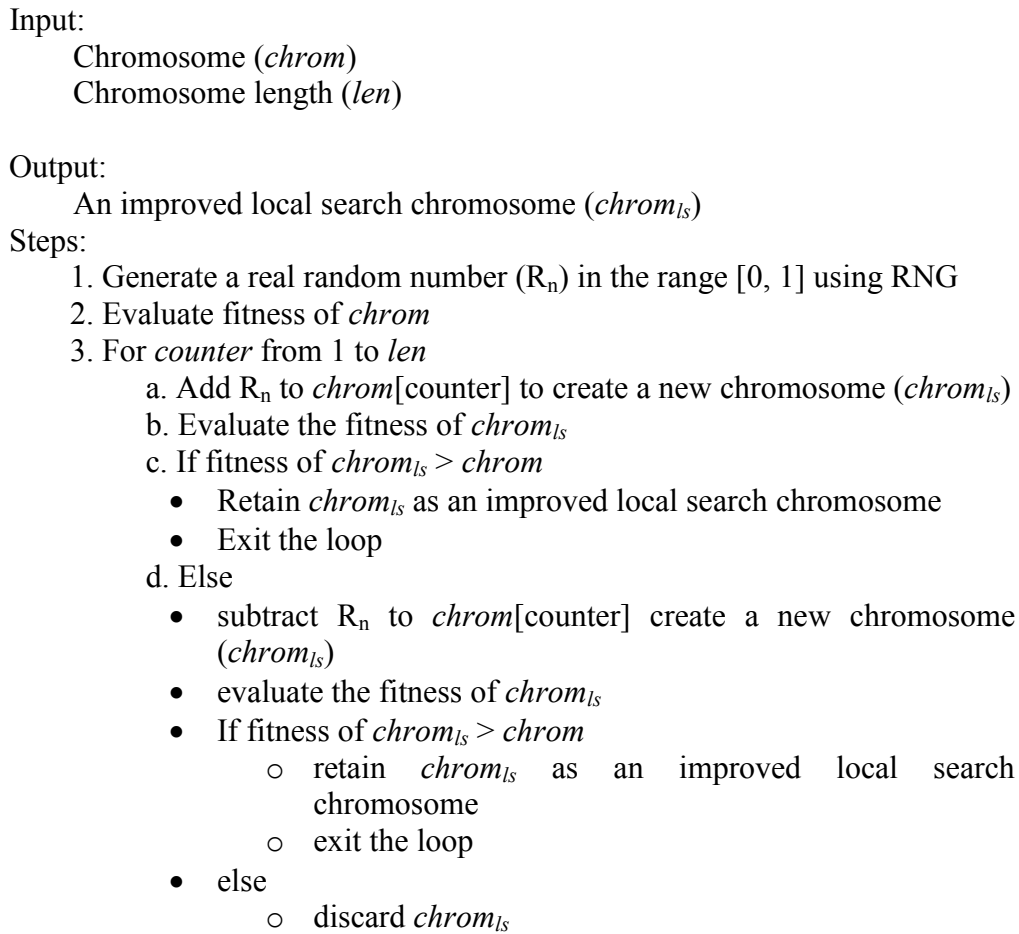 Input:
Chromosome (chrom)
Chromosome length (len)
Output:
An improved local search chromosome (chromls)
Steps:
1. Generate a real random number (Rn) in the range [0, 1] using RNG
2. Evaluate fitness of chrom
3. For counter from 1 to len
a. Add Rn to chrom[counter] to create a new chromosome (chromls)
b. Evaluate the fitness of chromls
c. If fitness of chromls > chrom
• Retain chromls as an improved local search chromosome
• Exit the loop
d. Else
• subtract Rn to chrom[counter] create a new chromosome
(chromls)
• evaluate the fitness of chromls
• If fitness of chromls > chrom
o retain chromls as an improved local search
chromosome
o exit the loop
• else
o discard chromls